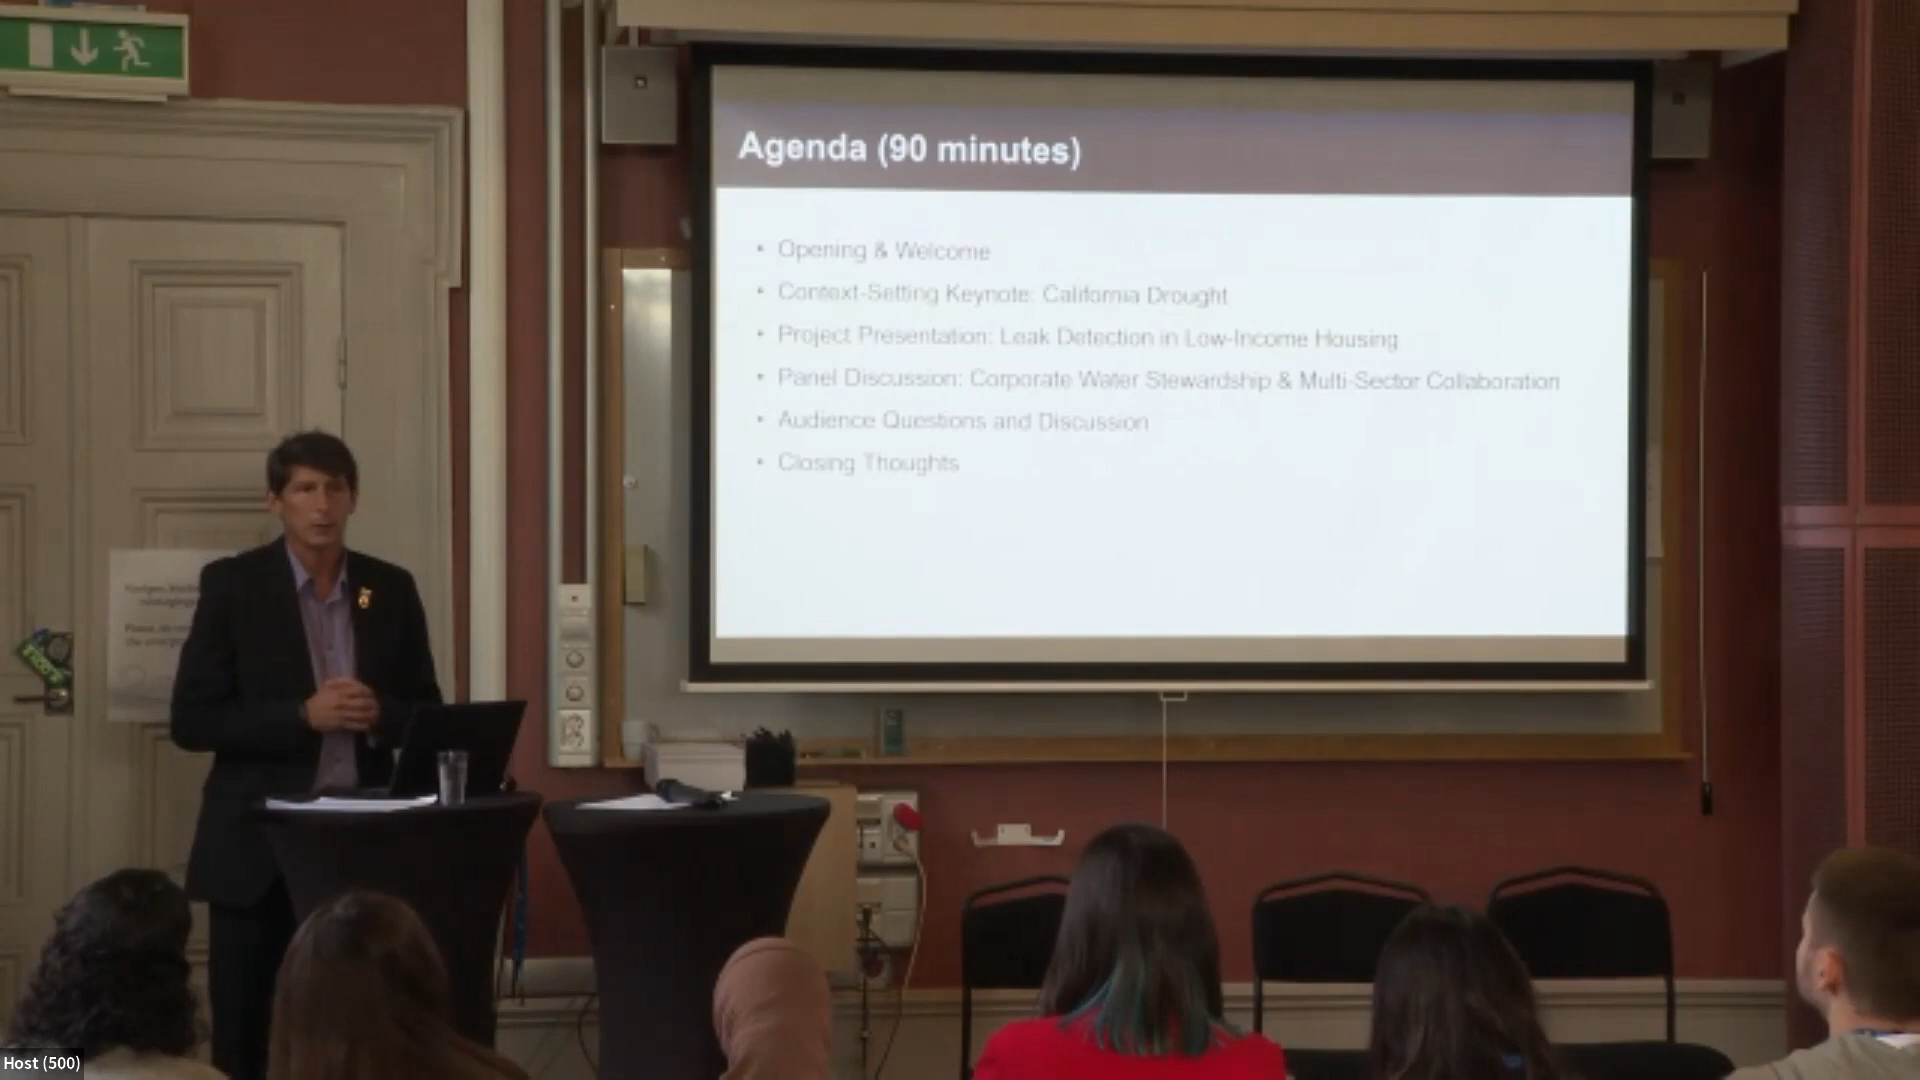 Agenda (90 minutes)
• Opening & Welcome
• Context-Setting Keynote: California Drought
• Project Presentation: Leak Detection in Low-Income Housing
• Panel Discussion: Corporate Water Stewardship & Multi-Sector Collaboration
• Audience Questions and Discussion
• Closing Thoughts
Host (500)